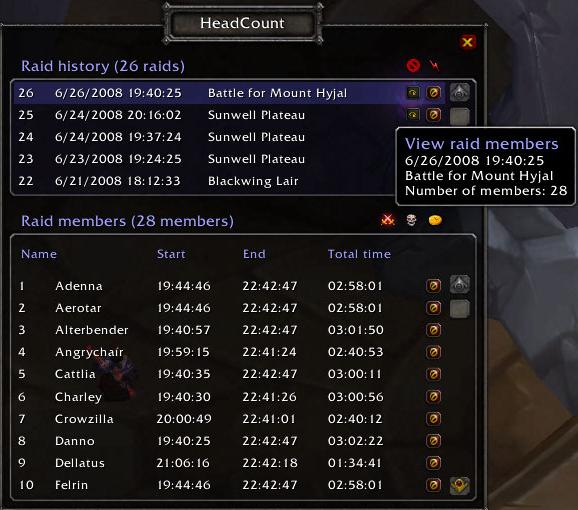 HeadCount
Raid history (26 raids)
26 6/26/2008 19:40:25 Battle for Mount Hyjal
25 6/24/2008 20:16:02 Sunwell Plateau
24 6/24/2008 19:37:24 Sunwell Plateau
23 6/23/2008 19:24:25 Sunwell Plateau
22 6/21/2008 18:12:33 Blackwing Lair
View raid members
6/26/2008 19:40:25
Battle for Mount Hyjal
Number of members: 28
Raid members (28 members)
Name Start End Total time
1 Adenna 19:44:46 22:42:47 02:58:01
2 Aerotar 19:44:46 22:42:47 02:58:01
3 Alterbender 19:40:57 22:42:47 03:01:50
4 Angrychair 19:59:15 22:41:24 02:40:53
5 Cattlia 19:40:35 22:42:47 03:00:11
6 Charley 19:40:30 22:41:26 03:00:56
7 Crowzilla 20:00:49 22:41:01 02:40:12
8 Danno 19:40:25 22:42:47 03:02:22
9 Dellatus 21:06:16 22:42:18 01:34:41
10 Felrin 19:44:46 22:42:47 02:58:01